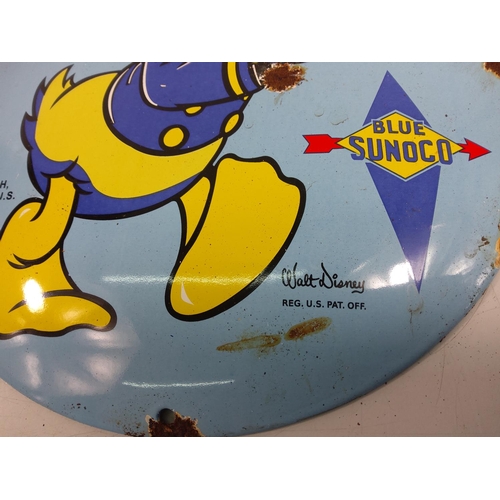 BLUE
SUNOCO
H,
.S.
Walt Disney
REG. U.S. PAT. OFF.